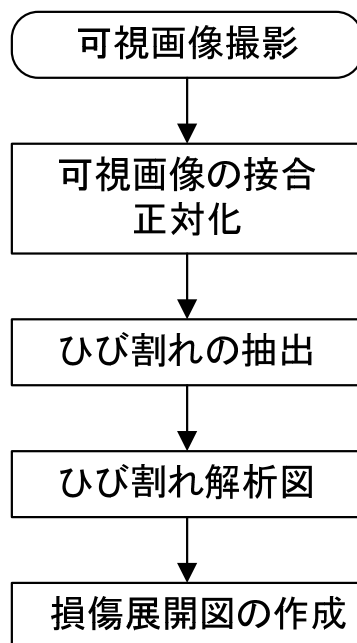 可視画像撮影
可視画像の接合
正対化
ひび割れの抽出
ひび割れ解析図
損傷展開図の作成